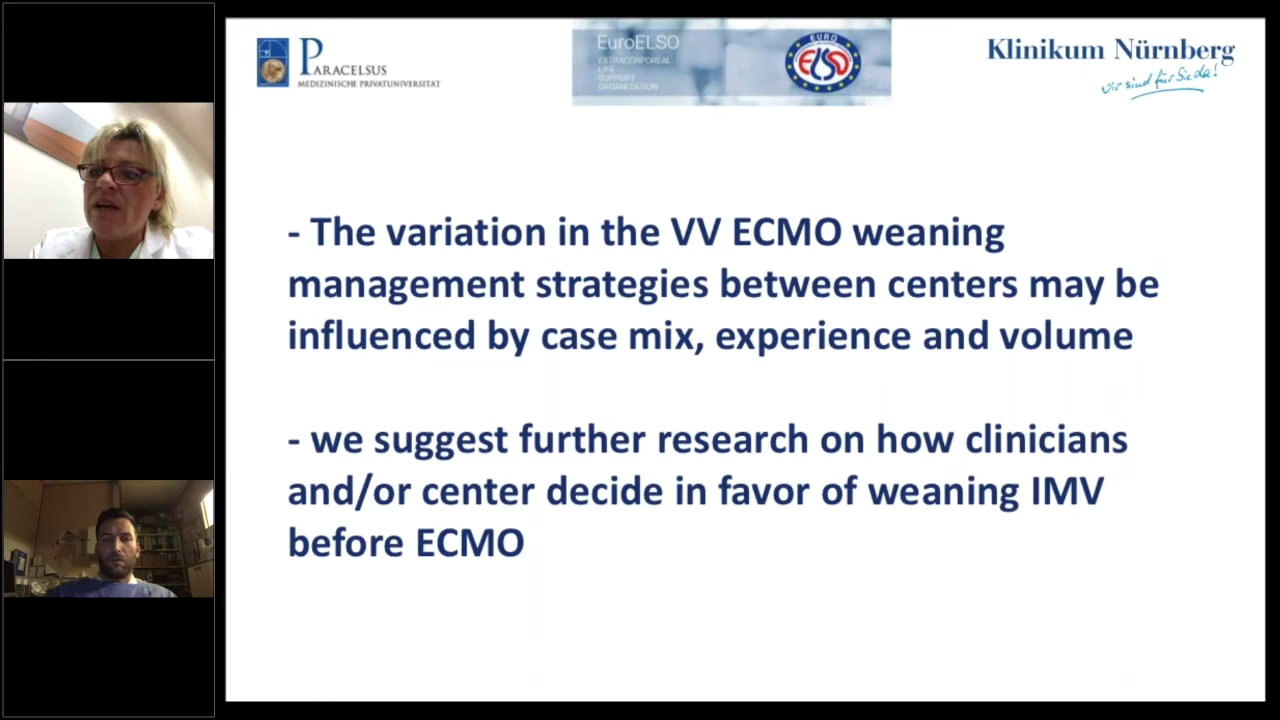 PARACELSUS
MEDIZINISCHE PRIVATUNIVERSITÄT
EuroELSO
EXTRACORPOREAL
LIFE
SUPPORT
ORGANIZATION
EURO
ELSO
Klinikum Nürnberg
Wir sind für Sie da!
- The variation in the VV ECMO weaning
management strategies between centers may be
influenced by case mix, experience and volume
- we suggest further research on how clinicians
and/or center decide in favor of weaning IMV
before ECMO